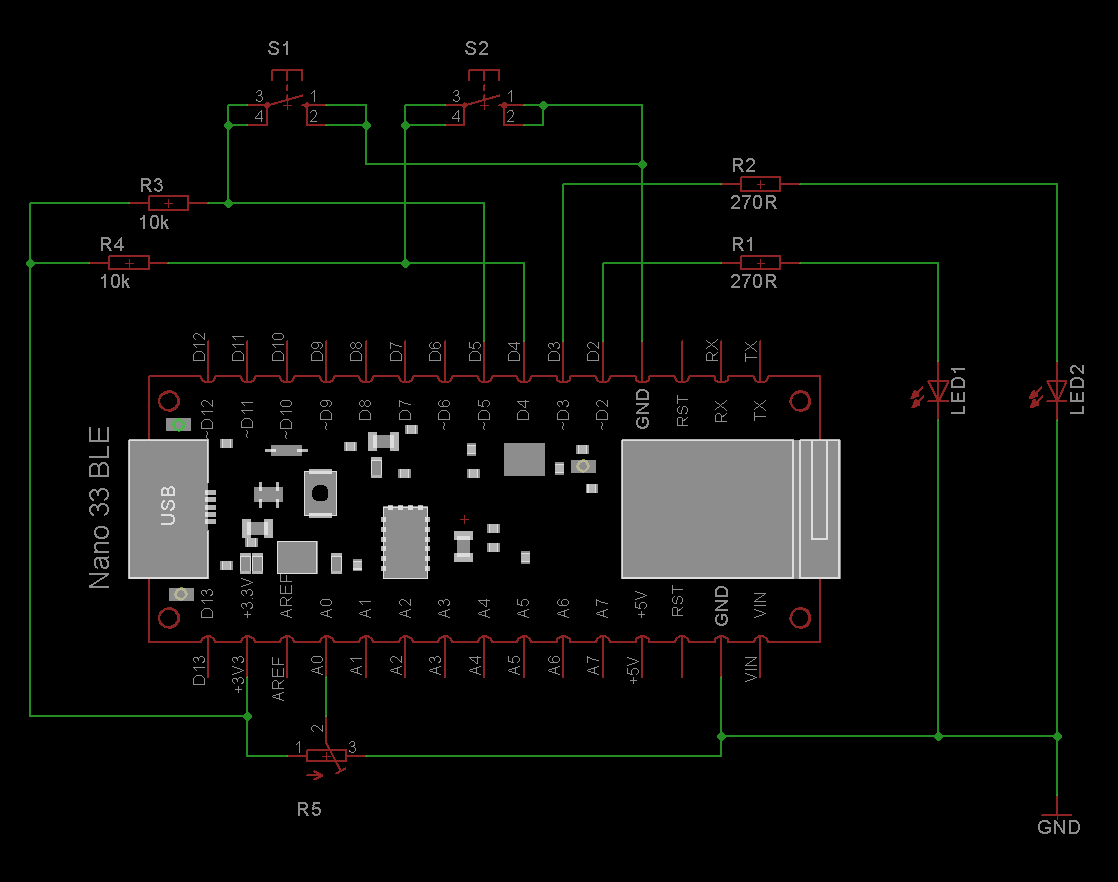 S1
S2
3
1
4
2
3
1
4
2
R3
10k
R4
10k
R2
270R
R1
270R
D12
D11
D10
D9
D8
D7
D6
D5
D4
D3
D2
RX
TX
~D12
~D11
~D10
~D9
D8
D7
~D6
~D5
D4
~D3
~D2
GND
RST
RX
TX
LED1
LED2
Nano 33 BLE
USB
D13
+3.3V
AREF
A0
A1
A2
A3
A4
A5
A6
A7
+5V
RST
GND
VIN
D13
+3V3
AREF
A0
A1
A2
A3
A4
A5
A6
A7
+5V
VIN
1
2
3
R5
GND